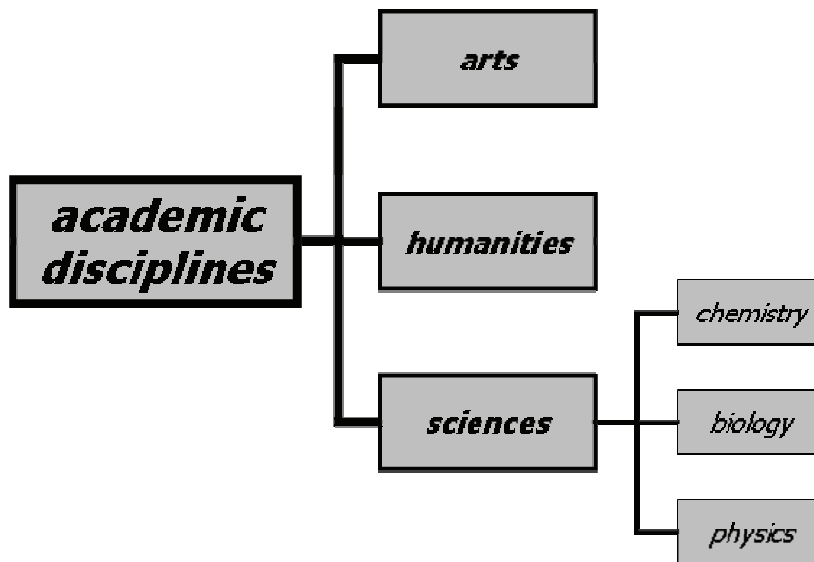 academic
disciplines
arts
humanities
sciences
chemistry
biology
physics